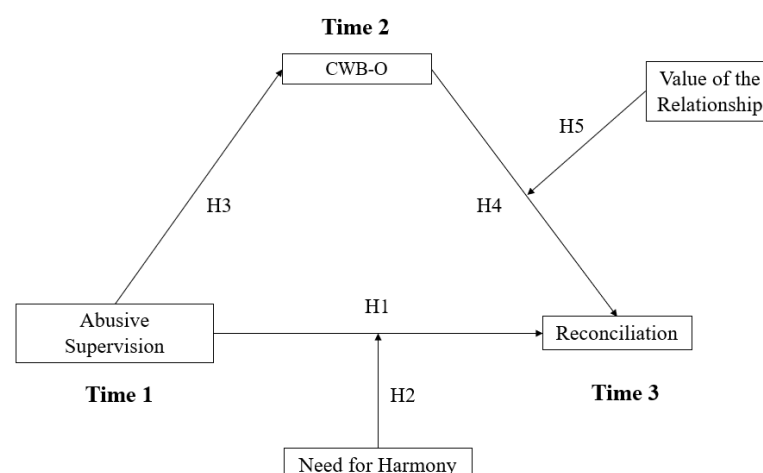 Time 2
CWB-O
Value of the
Relationship
H5
H3
H4
H1
Abusive
Supervision
Reconciliation
Time 1
Time 3
H2
Need for Harmony